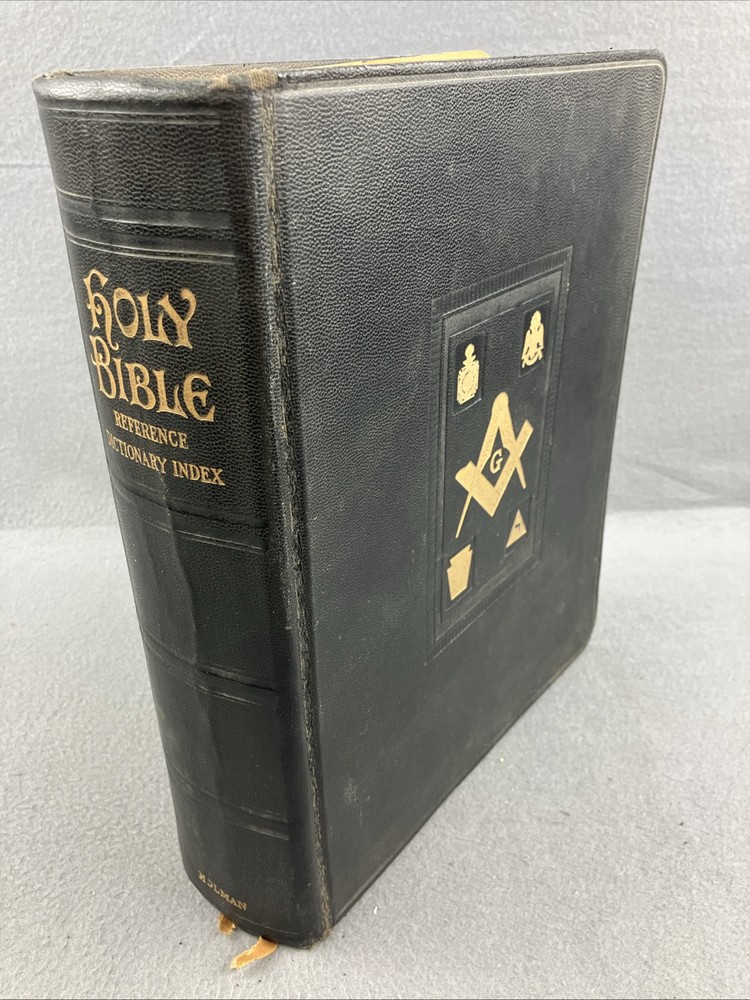 HOLY
BIBLE
REFERENCE
DICTIONARY INDEX
G
HOLMAN